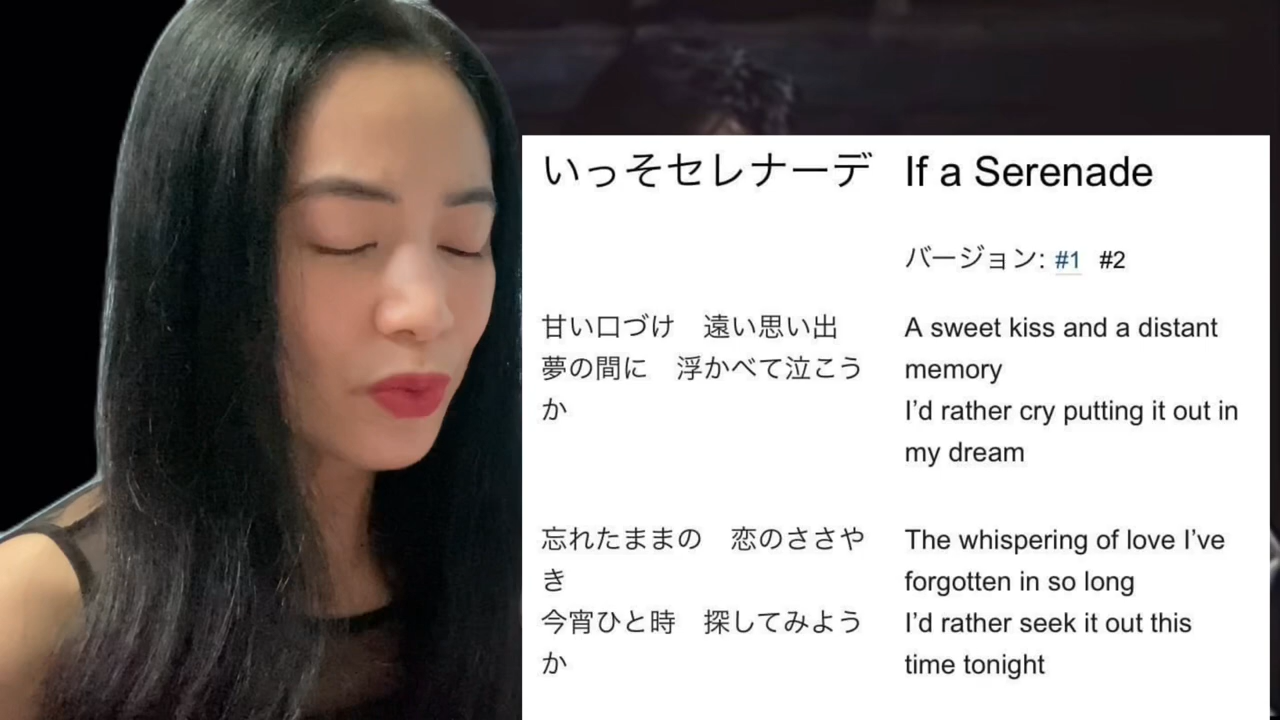 いっそセレナーデ If a Serenade
バージョン: #1 #2
甘い口づけ　遠い思い出
夢の間に　浮かべて泣こう
か
A sweet kiss and a distant
memory
I’d rather cry putting it out in
my dream
忘れたままの　恋のささや
き
今宵ひと時　探してみよう
か
The whispering of love I’ve
forgotten in so long
I’d rather seek it out this
time tonight